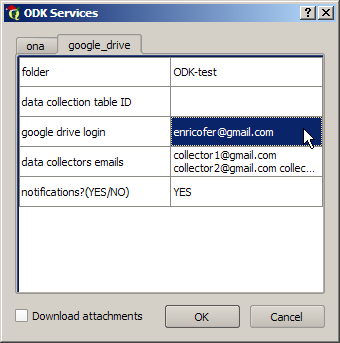 ODK Services
ona google_drive
folder ODK-test
data collection table ID
google drive login enricofer@gmail.com
data collectors emails collector1@gmail.com
collector2@gmail.com collec...
notifications?(YES/NO) YES
Download attachments OK Cancel